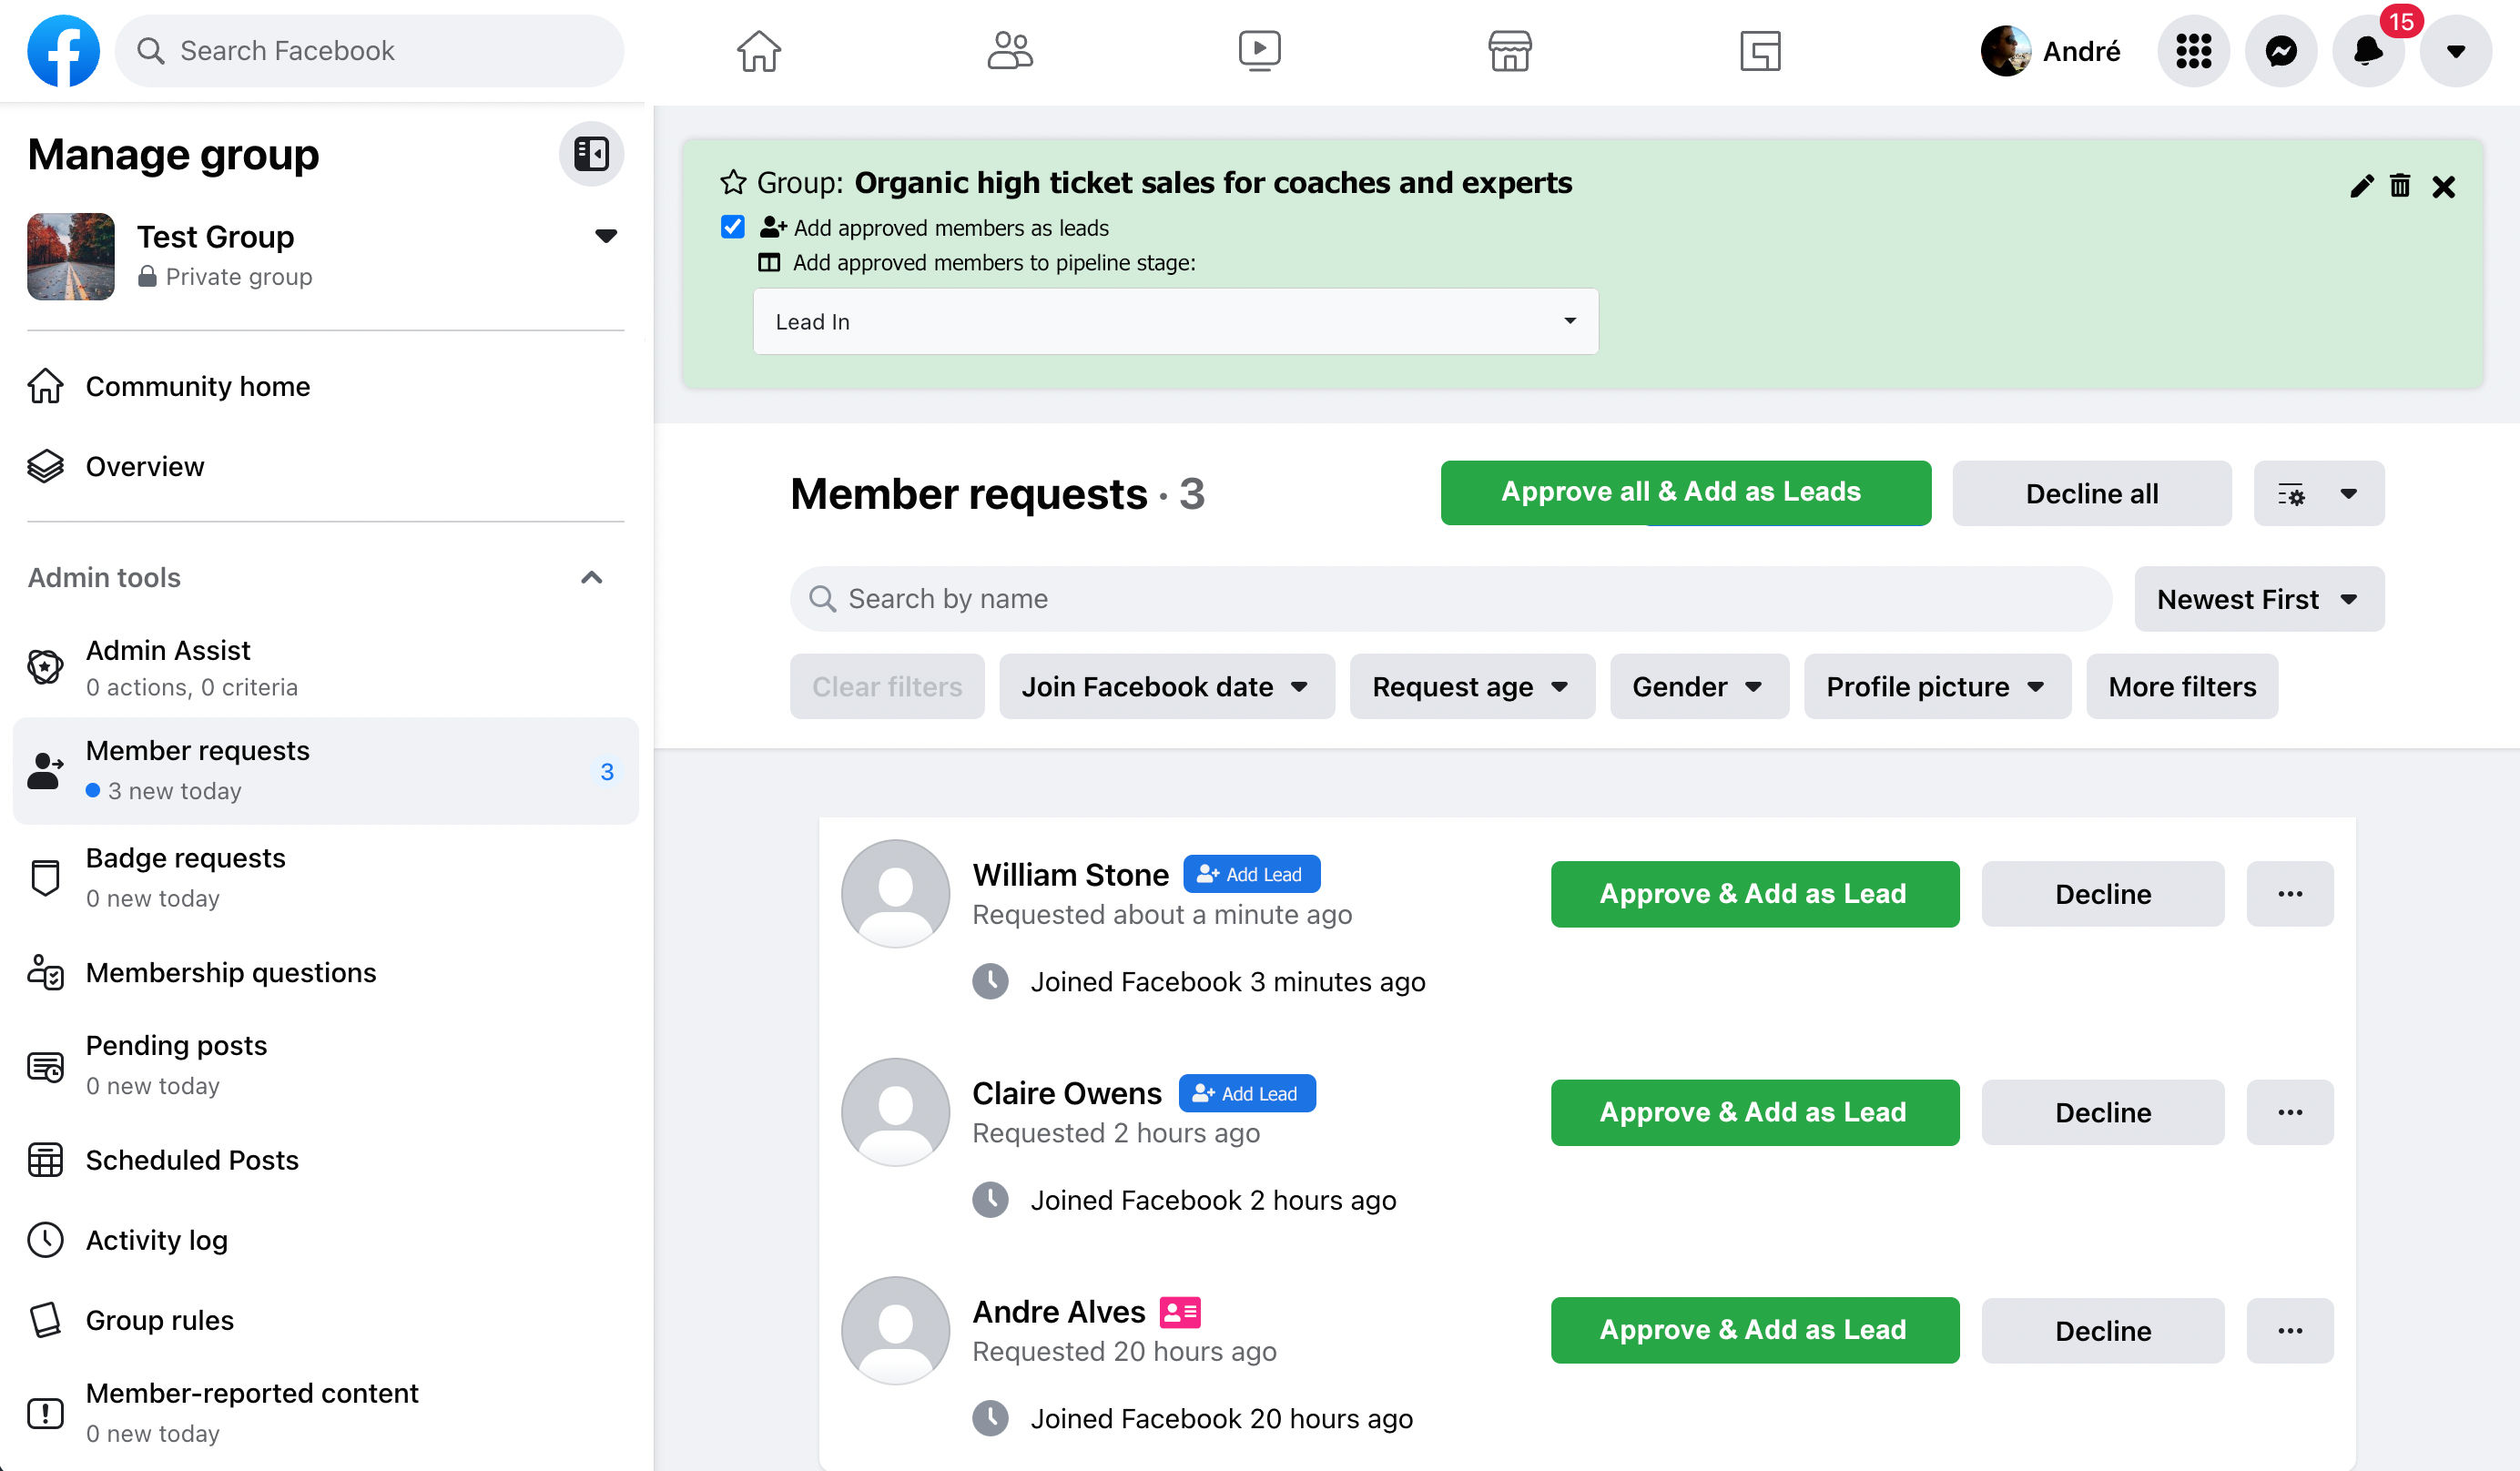 Search Facebook
André
15
Manage group
Test Group
Private group
Community home
Overview
Admin tools
Admin Assist
0 actions, 0 criteria
Member requests
3 new today
3
Badge requests
0 new today
Membership questions
Pending posts
0 new today
Scheduled Posts
Activity log
Group rules
Member-reported content
0 new today
Group: Organic high ticket sales for coaches and experts
Add approved members as leads
Add approved members to pipeline stage:
Lead In
Member requests · 3
Approve all & Add as Leads
Decline all
Search by name
Newest First
Clear filters
Join Facebook date
Request age
Gender
Profile picture
More filters
William Stone
Add Lead
Requested about a minute ago
Approve & Add as Lead
Decline
Joined Facebook 3 minutes ago
Claire Owens
Add Lead
Requested 2 hours ago
Approve & Add as Lead
Decline
Joined Facebook 2 hours ago
Andre Alves
Requested 20 hours ago
Approve & Add as Lead
Decline
Joined Facebook 20 hours ago